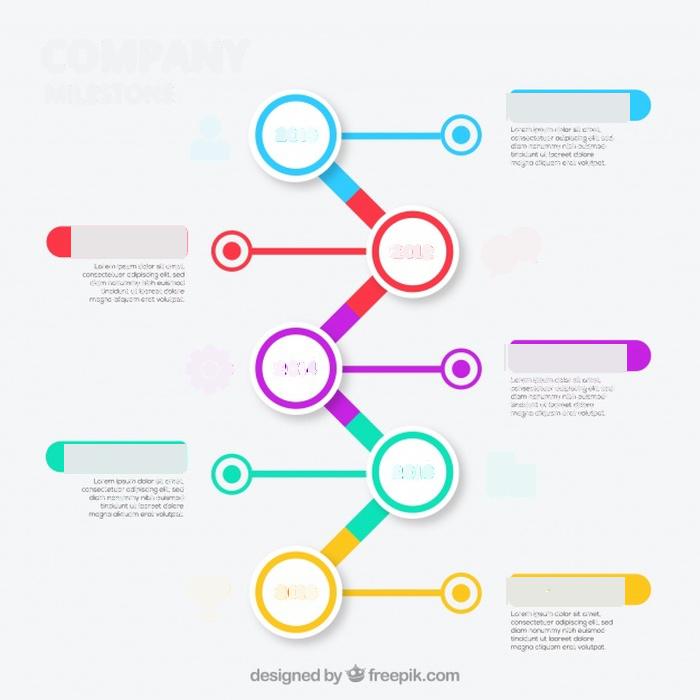 COMPANY
MILESTONE
Lorem ipsum dolor sit amet,
consectetuer adipiscing elit, sed
diam nonummy nibh euismod
tincidunt ut laoreet dolore
magna aliquam erat volutpat.
Lorem ipsum dolor sit amet,
consectetuer adipiscing elit, sed
diam nonummy nibh euismod
tincidunt ut laoreet dolore
magna aliquam erat volutpat.
2014
Lorem ipsum dolor sit amet,
consectetuer adipiscing elit, sed
diam nonummy nibh euismod
tincidunt ut laoreet dolore
magna aliquam erat volutpat.
Lorem ipsum dolor sit amet,
consectetuer adipiscing elit, sed
diam nonummy nibh euismod
tincidunt ut laoreet dolore
magna aliquam erat volutpat.
Lorem ipsum dolor sit amet,
consectetuer adipiscing elit, sed
diam nonummy nibh euismod
tincidunt ut laoreet dolore
magna aliquam erat volutpat.
designed by freepik.com